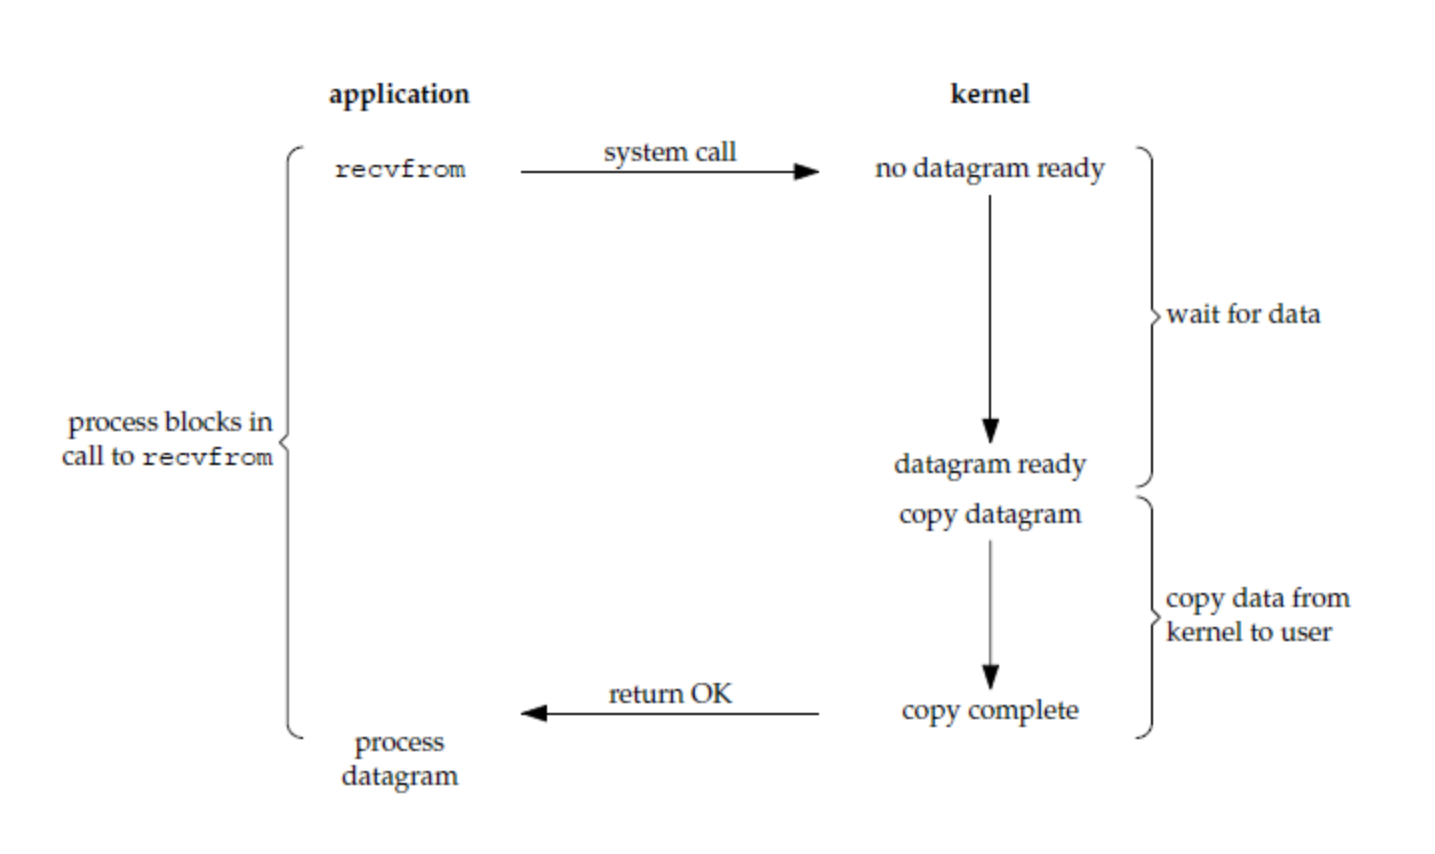 application
kernel
recvfrom
system call
no datagram ready
wait for data
process blocks in
call to recvfrom
datagram ready
copy datagram
copy data from
kernel to user
return OK
copy complete
process
datagram